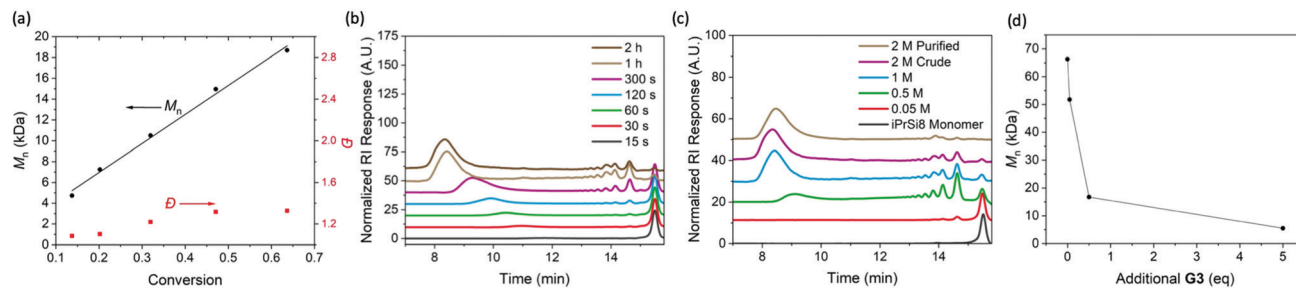 (a)
20
18
16
14
12
10
8
6
4
2
0
Mn (kDa)
Mn
Đ
2.8
2.4
2.0
1.6
1.2
Đ
0.1 0.2 0.3 0.4 0.5 0.6 0.7
Conversion
(b)
175
150
125
100
75
50
25
0
Normalized RI Response (A.U.)
2 h
1 h
300 s
120 s
60 s
30 s
15 s
8 10 12 14
Time (min)
(c)
100
80
60
40
20
0
Normalized RI Response (A.U.)
2 M Purified
2 M Crude
1 M
0.5 M
0.05 M
iPrSi8 Monomer
8 10 12 14
Time (min)
(d)
70
60
50
40
30
20
10
0
Mn (kDa)
0 1 2 3 4 5
Additional G3 (eq)